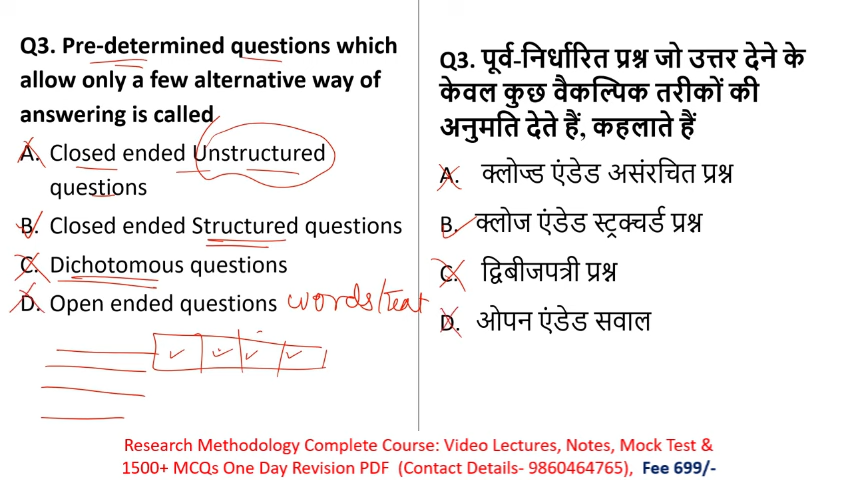 Q3. Pre-determined questions which
allow only a few alternative way of
answering is called
A. Closed ended Unstructured
questions
B. Closed ended Structured questions
C. Dichotomous questions
D. Open ended questions words/text
Q3. पूर्व-निर्धारित प्रश्न जो उत्तर देने के
केवल कुछ वैकल्पिक तरीकों की
अनुमति देते हैं, कहलाते हैं
A. क्लोज्ड एंडेड असंरचित प्रश्न
B. क्लोज एंडेड स्ट्रक्चर्ड प्रश्न
C. द्विबीजपत्री प्रश्न
D. ओपन एंडेड सवाल
Research Methodology Complete Course: Video Lectures, Notes, Mock Test &
1500+ MCQs One Day Revision PDF (Contact Details- 9860464765), Fee 699/-